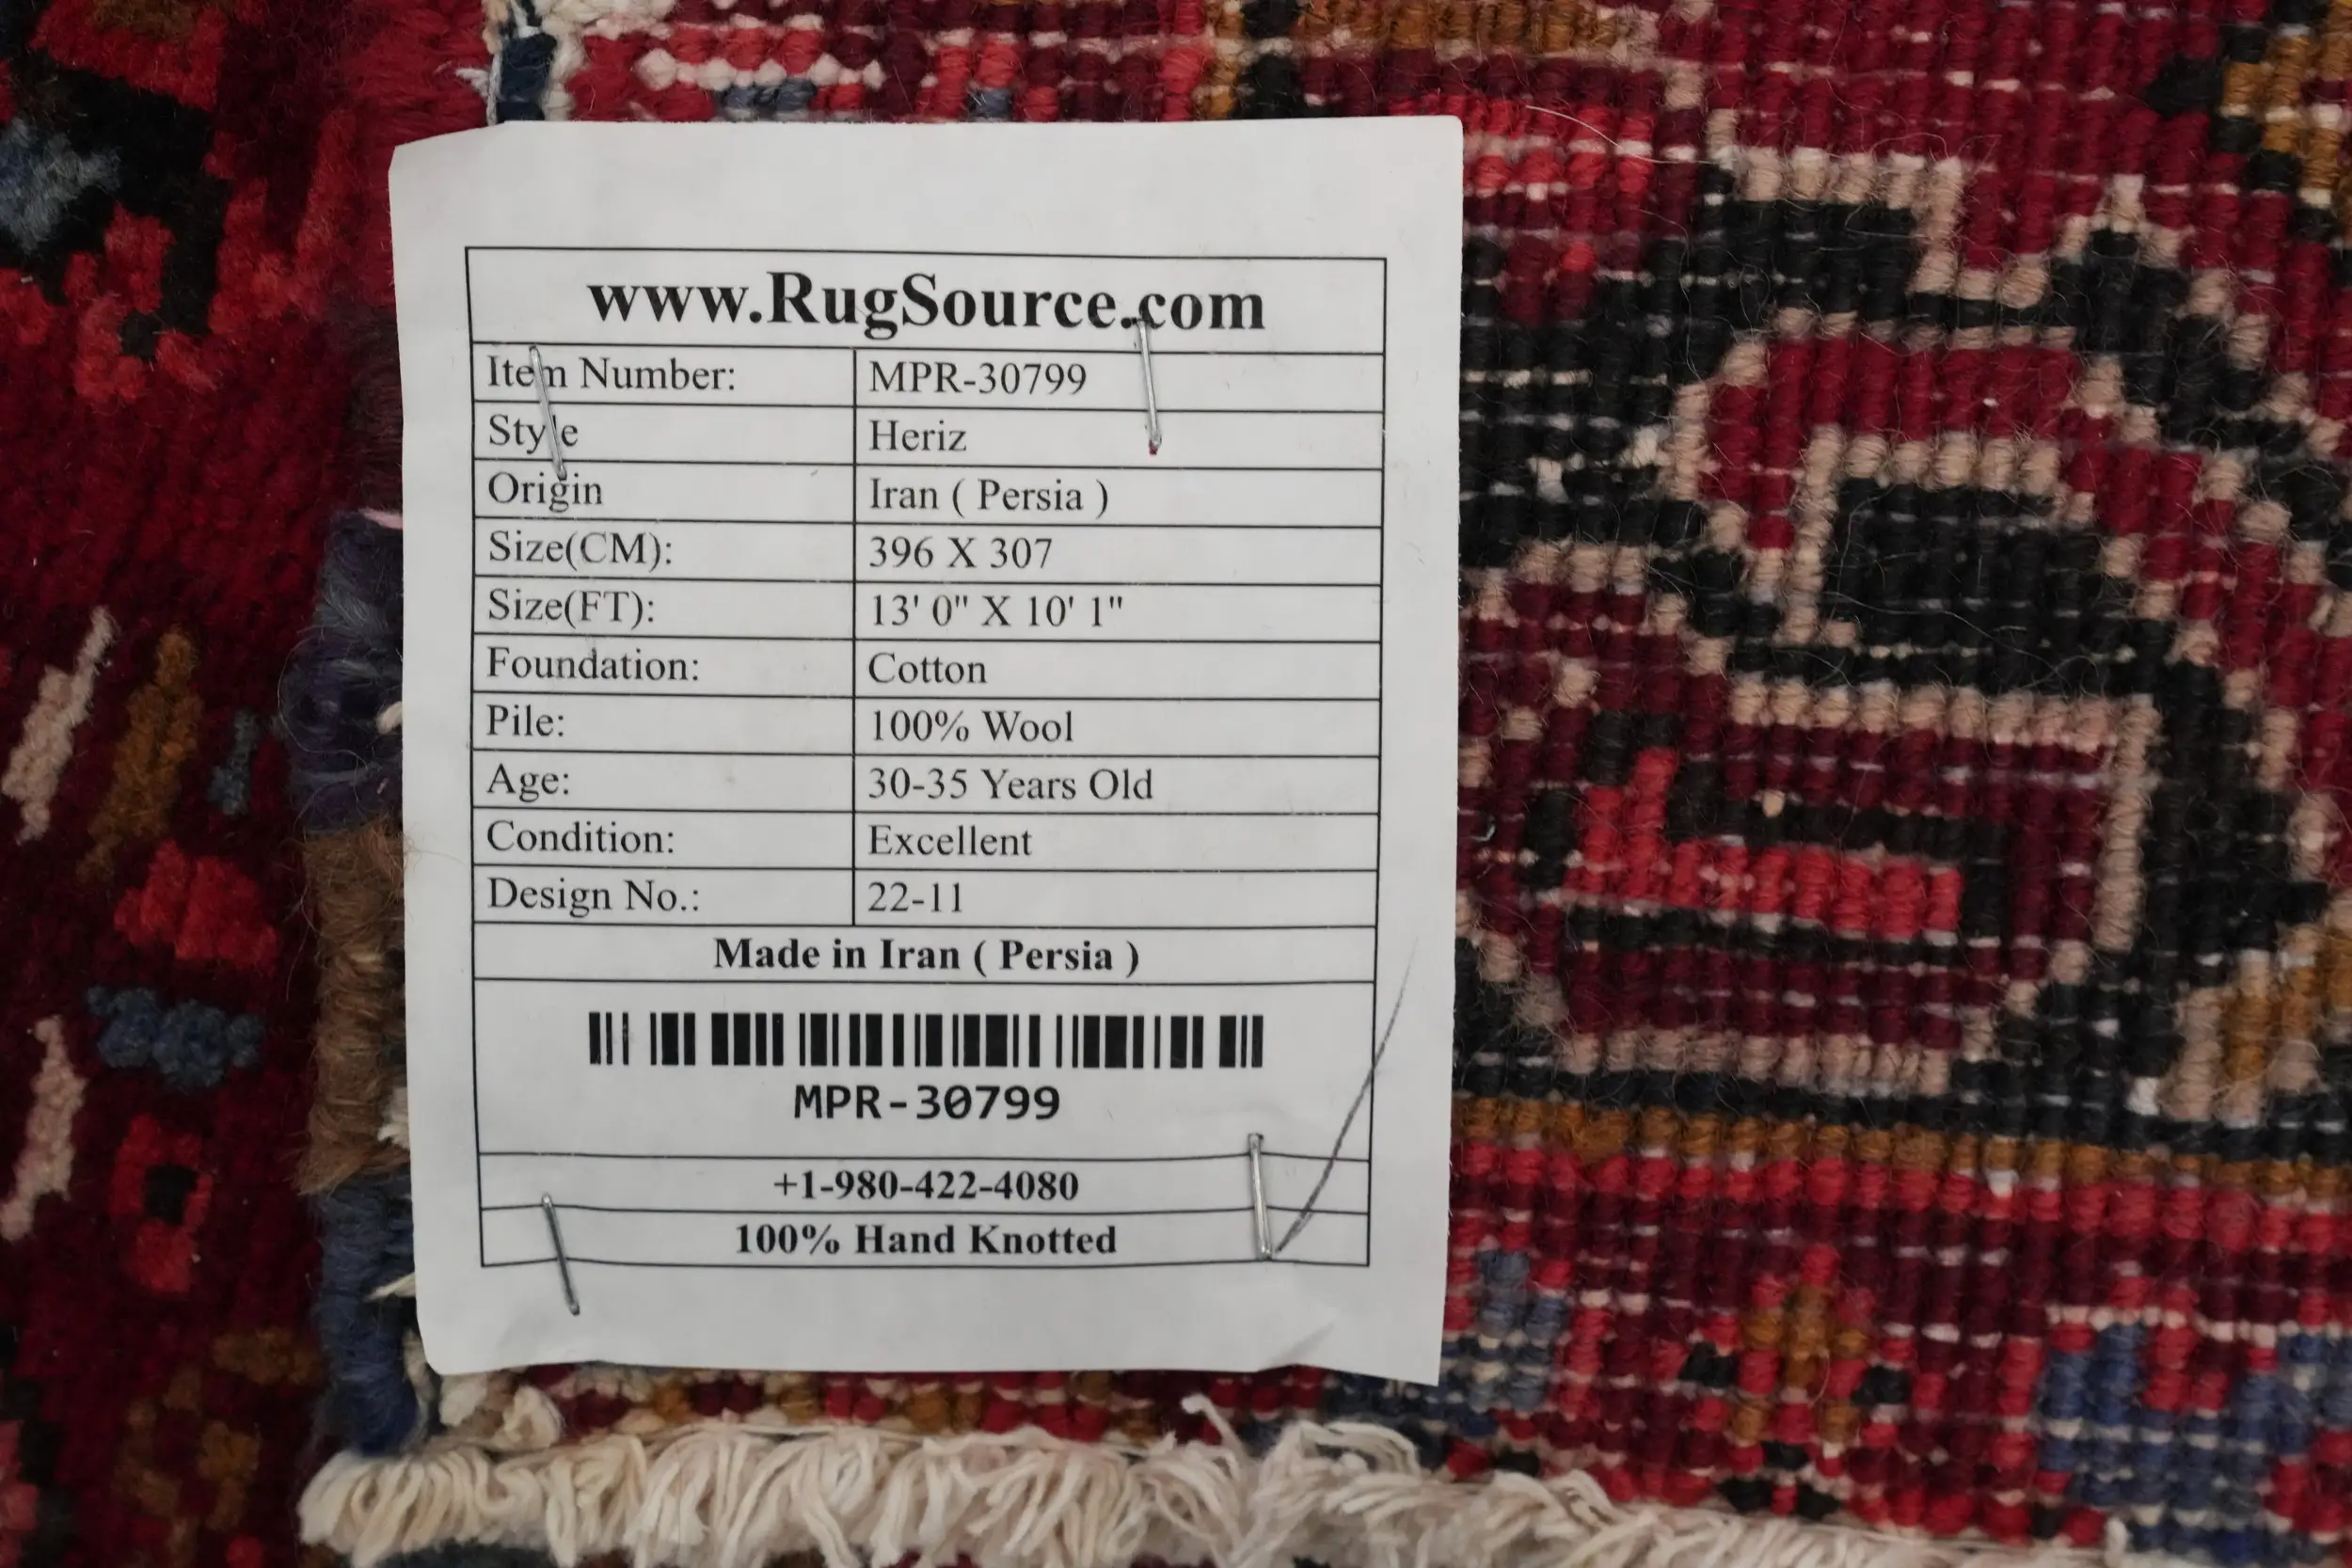 www.RugSource.com
Item Number: MPR-30799
Style Heriz
Origin Iran ( Persia )
Size(CM): 396 X 307
Size(FT): 13' 0" X 10' 1"
Foundation: Cotton
Pile: 100% Wool
Age: 30-35 Years Old
Condition: Excellent
Design No.: 22-11
Made in Iran ( Persia )
MPR-30799
+1-980-422-4080
100% Hand Knotted